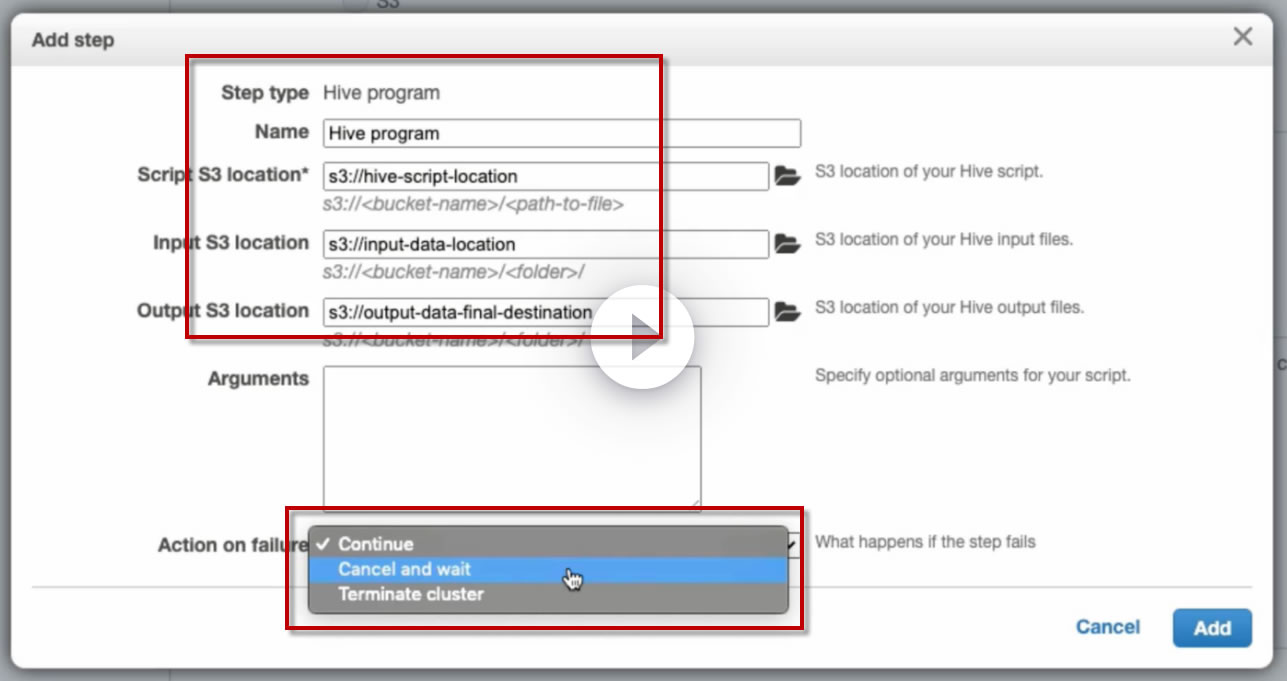 S3
Add step
Step type Hive program
Name Hive program
Script S3 location* s3://hive-script-location S3 location of your Hive script.
s3://<bucket-name>/<path-to-file>
Input S3 location s3://input-data-location S3 location of your Hive input files.
s3://<bucket-name>/<folder>/
Output S3 location s3://output-data-final-destination S3 location of your Hive output files.
s3://<bucket-name>/<folder>/
Arguments Specify optional arguments for your script.
Action on failure ✓ Continue What happens if the step fails
Cancel and wait
Terminate cluster
Cancel Add